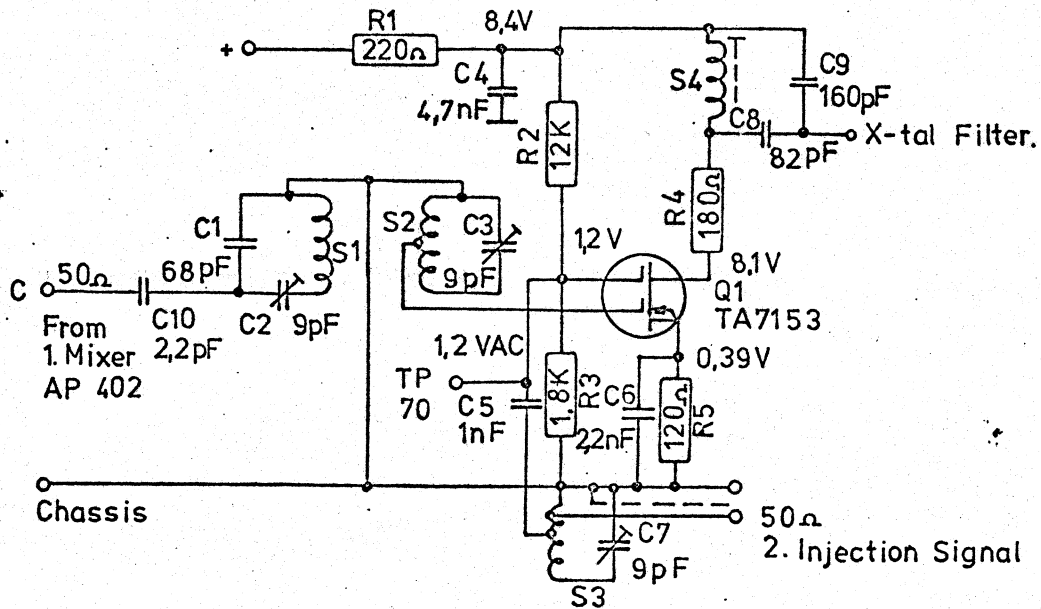 R1
220Ω
8,4V
+
C4
4,7nF
R2
12K
S4
C9
160pF
C8
82pF
X-tal Filter.
R4
180Ω
C1
68pF
S1
S2
C3
9pF
1,2V
8,1V
Q1
TA7153
C
50Ω
From
1. Mixer
AP 402
C10
2,2pF
C2
9pF
1,2 VAC
TP
70
C5
1nF
1,8K
R3
C6
2,2nF
0,39V
120Ω
R5
Chassis
C7
9pF
S3
50Ω
2. Injection Signal